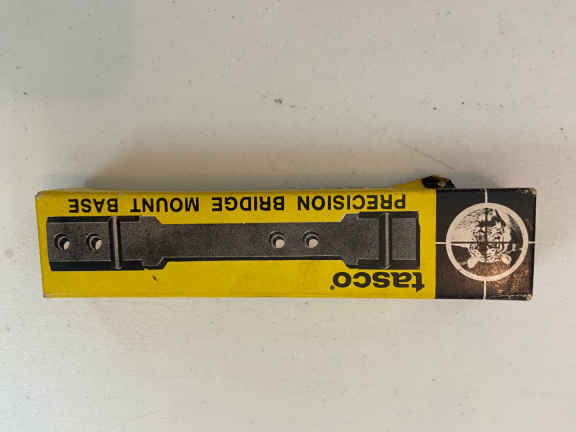 tasco®
PRECISION BRIDGE MOUNT BASE